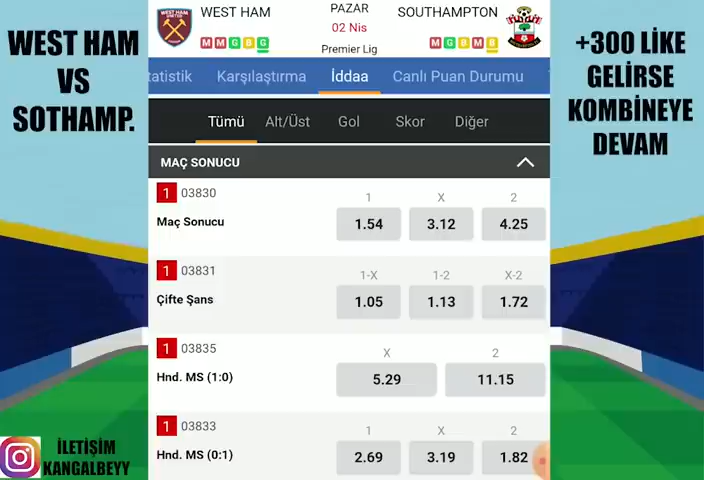 WEST HAM
VS
SOTHAMP.
WEST HAM
M M G B G
PAZAR
02 Nis
Premier Lig
SOUTHAMPTON
M G B M B
tatistik Karşılaştırma İddaa Canlı Puan Durumu
Tümü Alt/Üst Gol Skor Diğer
MAÇ SONUCU
1 03830
Maç Sonucu
1 X 2
1.54 3.12 4.25
1 03831
Çifte Şans
1-X 1-2 X-2
1.05 1.13 1.72
1 03835
Hnd. MS (1:0)
X 2
5.29 11.15
1 03833
Hnd. MS (0:1)
1 X 2
2.69 3.19 1.82
+300 LİKE
GELİRSE
KOMBİNEYE
DEVAM
İLETİŞİM
KANGALBEYY